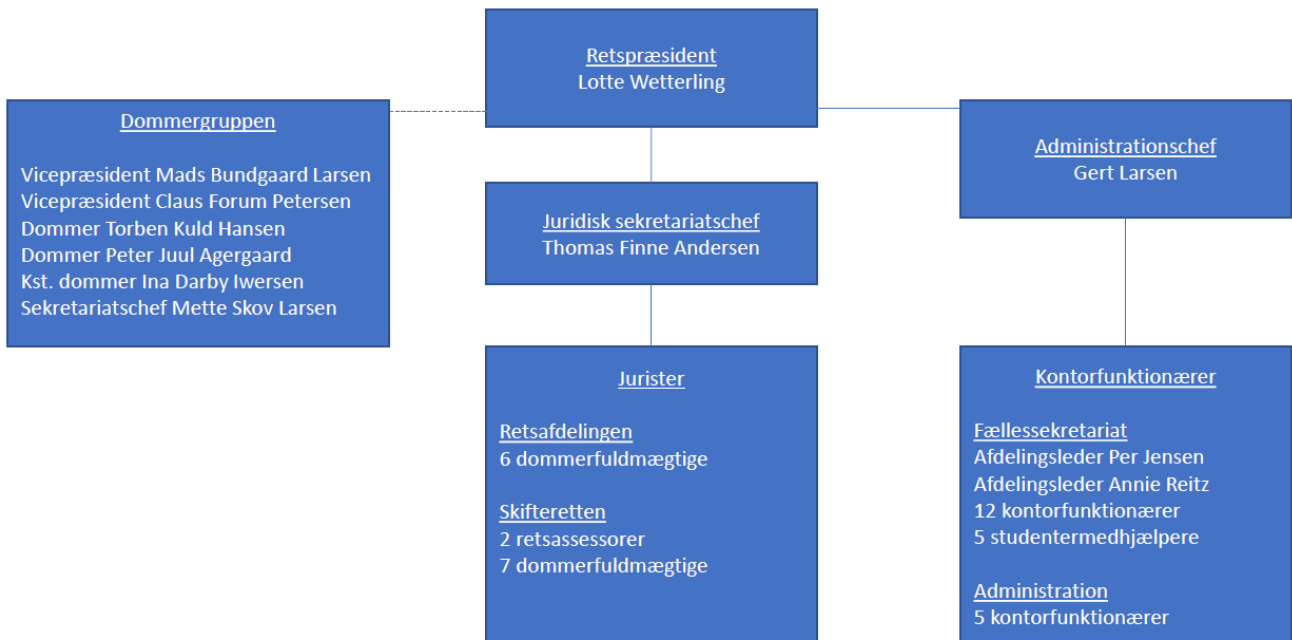 Retspræsident
Lotte Wetterling
Dommergruppen
Vicepræsident Mads Bundgaard Larsen
Vicepræsident Claus Forum Petersen
Dommer Torben Kuld Hansen
Dommer Peter Juul Agergaard
Kst. dommer Ina Darby Iwersen
Sekretariatschef Mette Skov Larsen
Juridisk sekretariatschef
Thomas Finne Andersen
Administrationschef
Gert Larsen
Jurister
Retsafdelingen
6 dommerfuldmægtige
Skifteretten
2 retsassessorer
7 dommerfuldmægtige
Kontorfunktionærer
Fællessekretariat
Afdelingsleder Per Jensen
Afdelingsleder Annie Reitz
12 kontorfunktionærer
5 studentermedhjælpere
Administration
5 kontorfunktionærer